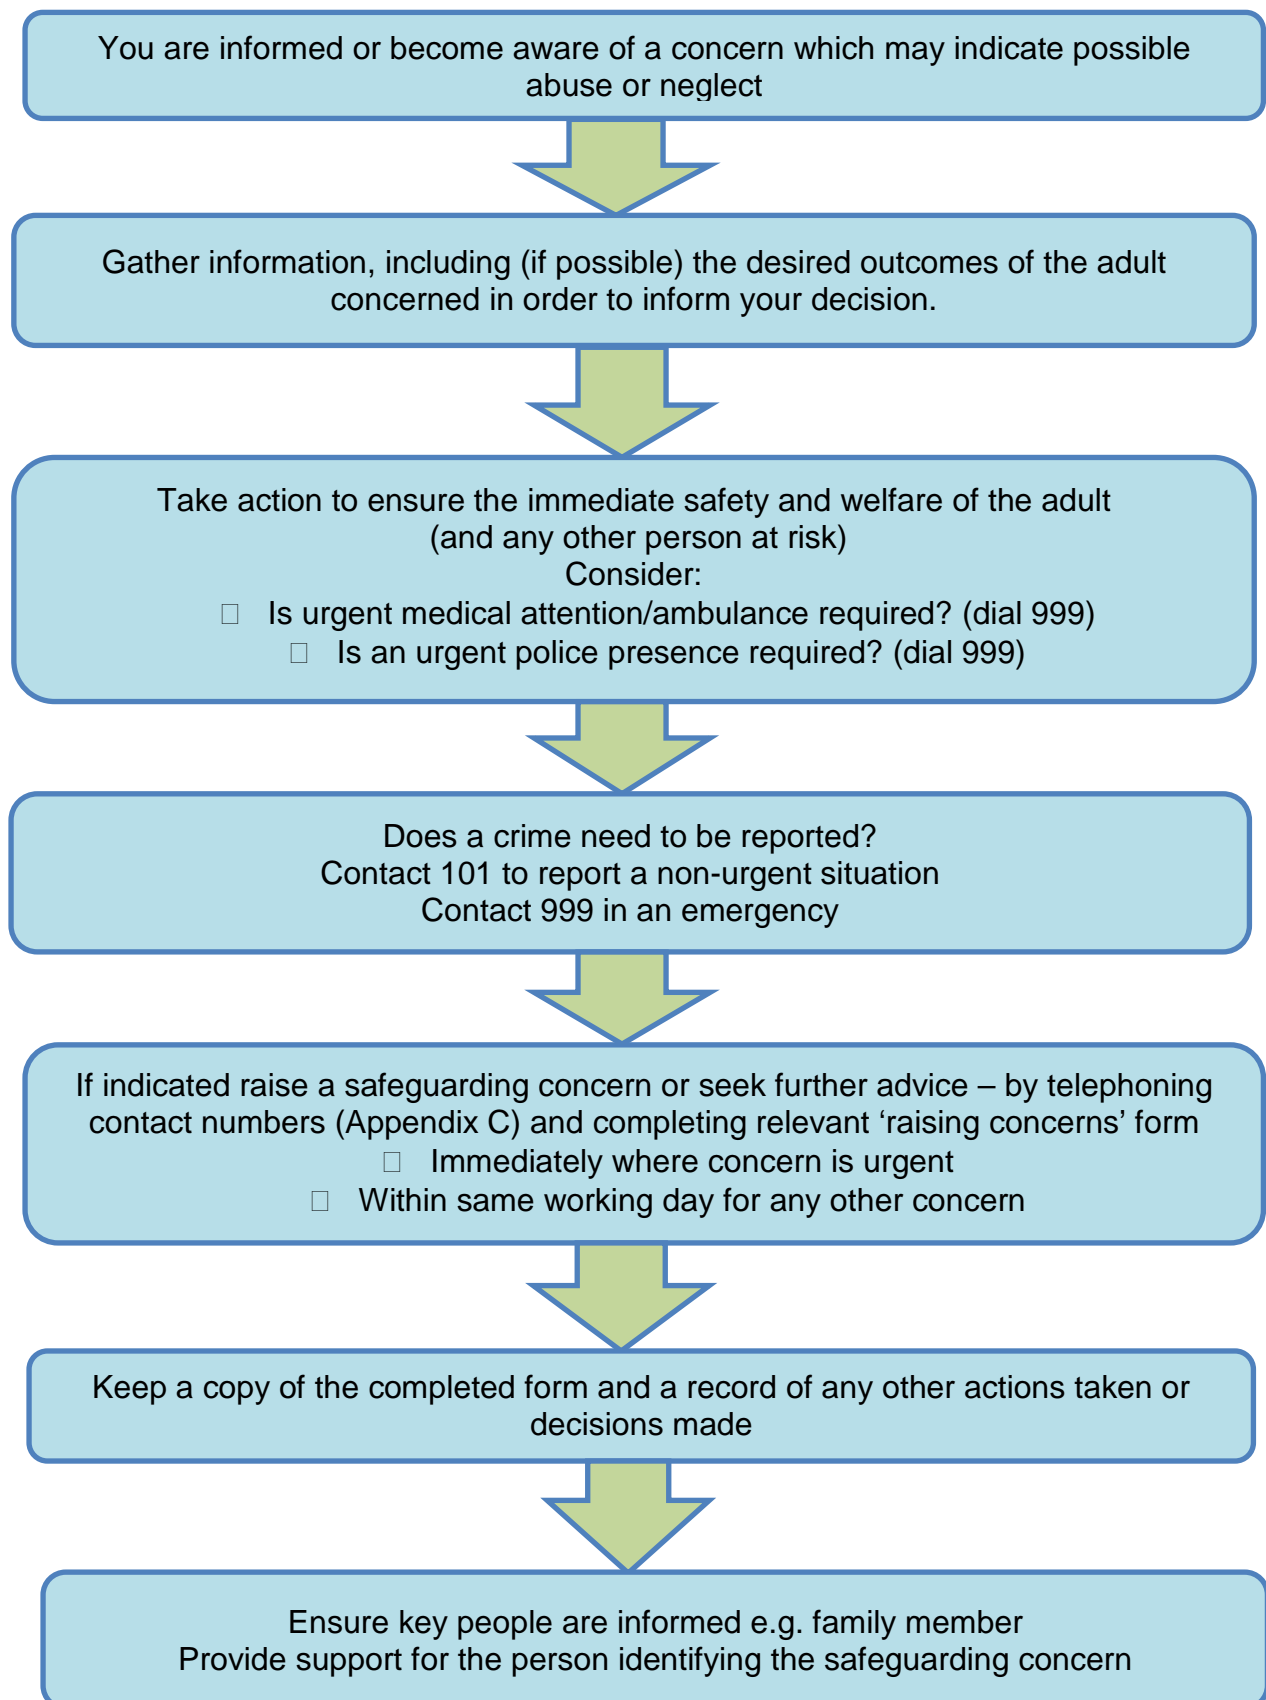 You are informed or become aware of a concern which may indicate possible
abuse or neglect
Gather information, including (if possible) the desired outcomes of the adult
concerned in order to inform your decision.
Take action to ensure the immediate safety and welfare of the adult
(and any other person at risk)
Consider:
Is urgent medical attention/ambulance required? (dial 999)
Is an urgent police presence required? (dial 999)
Does a crime need to be reported?
Contact 101 to report a non-urgent situation
Contact 999 in an emergency
If indicated raise a safeguarding concern or seek further advice – by telephoning
contact numbers (Appendix C) and completing relevant ‘raising concerns’ form
Immediately where concern is urgent
Within same working day for any other concern
Keep a copy of the completed form and a record of any other actions taken or
decisions made
Ensure key people are informed e.g. family member
Provide support for the person identifying the safeguarding concern